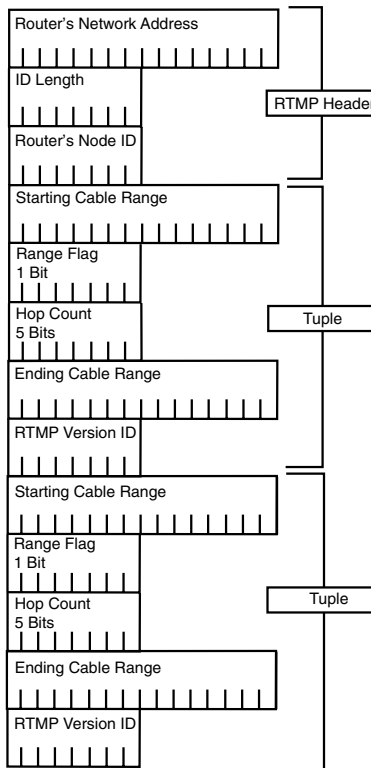 Router's Network Address
ID Length
RTMP Header
Router's Node ID
Starting Cable Range
Range Flag
1 Bit
Hop Count
5 Bits
Tuple
Ending Cable Range
RTMP Version ID
Starting Cable Range
Range Flag
1 Bit
Hop Count
5 Bits
Tuple
Ending Cable Range
RTMP Version ID